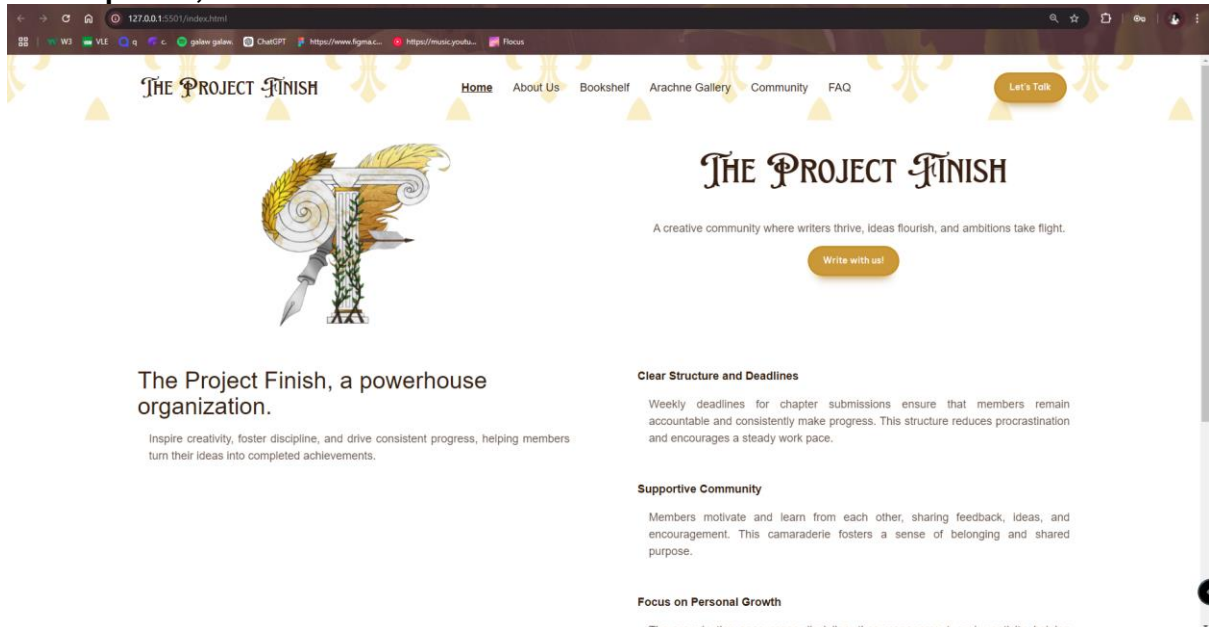 127.0.0.1:5501/index.html
W3 VLE q c. galaw galaw. ChatGPT https://www.figma.c... https://music.youtu... Flocus
THE PROJECT FINISH Home About Us Bookshelf Arachne Gallery Community FAQ Let's Talk
THE PROJECT FINISH
A creative community where writers thrive, ideas flourish, and ambitions take flight.
Write with us!
The Project Finish, a powerhouse
organization.
Inspire creativity, foster discipline, and drive consistent progress, helping members
turn their ideas into completed achievements.
Clear Structure and Deadlines
Weekly deadlines for chapter submissions ensure that members remain
accountable and consistently make progress. This structure reduces procrastination
and encourages a steady work pace.
Supportive Community
Members motivate and learn from each other, sharing feedback, ideas, and
encouragement. This camaraderie fosters a sense of belonging and shared
purpose.
Focus on Personal Growth